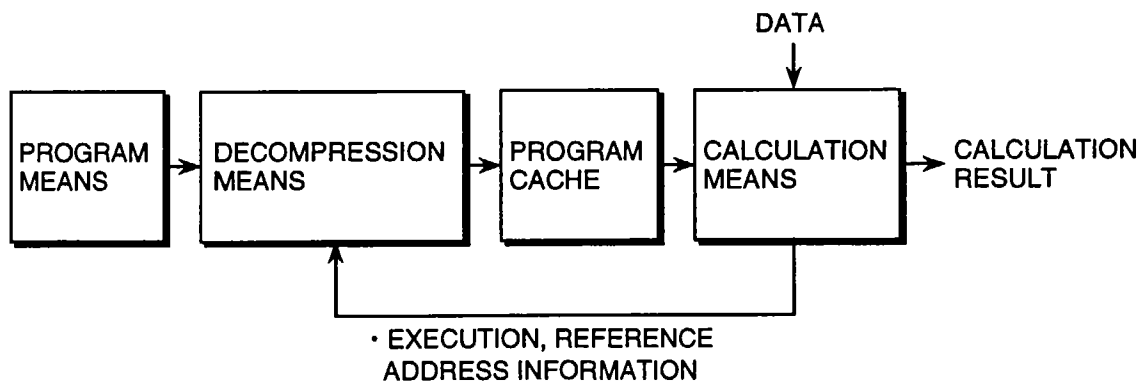 DATA
PROGRAM
MEANS
DECOMPRESSION
MEANS
PROGRAM
CACHE
CALCULATION
MEANS
CALCULATION
RESULT
· EXECUTION, REFERENCE
ADDRESS INFORMATION